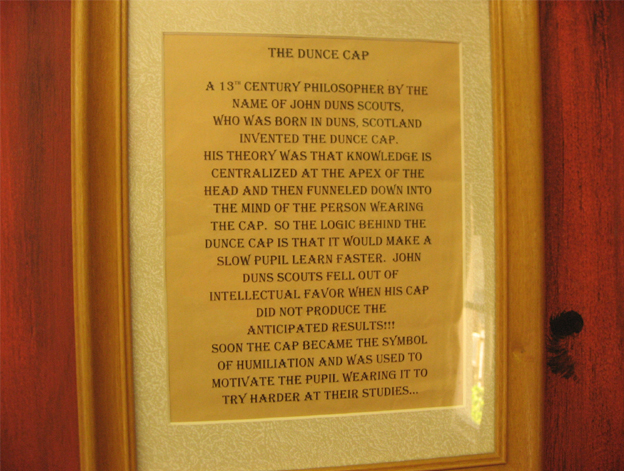 THE DUNCE CAP
A 13TH CENTURY PHILOSOPHER BY THE
NAME OF JOHN DUNS SCOUTS,
WHO WAS BORN IN DUNS, SCOTLAND
INVENTED THE DUNCE CAP.
HIS THEORY WAS THAT KNOWLEDGE IS
CENTRALIZED AT THE APEX OF THE
HEAD AND THEN FUNNELED DOWN INTO
THE MIND OF THE PERSON WEARING
THE CAP. SO THE LOGIC BEHIND THE
DUNCE CAP IS THAT IT WOULD MAKE A
SLOW PUPIL LEARN FASTER. JOHN
DUNS SCOUTS FELL OUT OF
INTELLECTUAL FAVOR WHEN HIS CAP
DID NOT PRODUCE THE
ANTICIPATED RESULTS!!!
SOON THE CAP BECAME THE SYMBOL
OF HUMILIATION AND WAS USED TO
MOTIVATE THE PUPIL WEARING IT TO
TRY HARDER AT THEIR STUDIES...